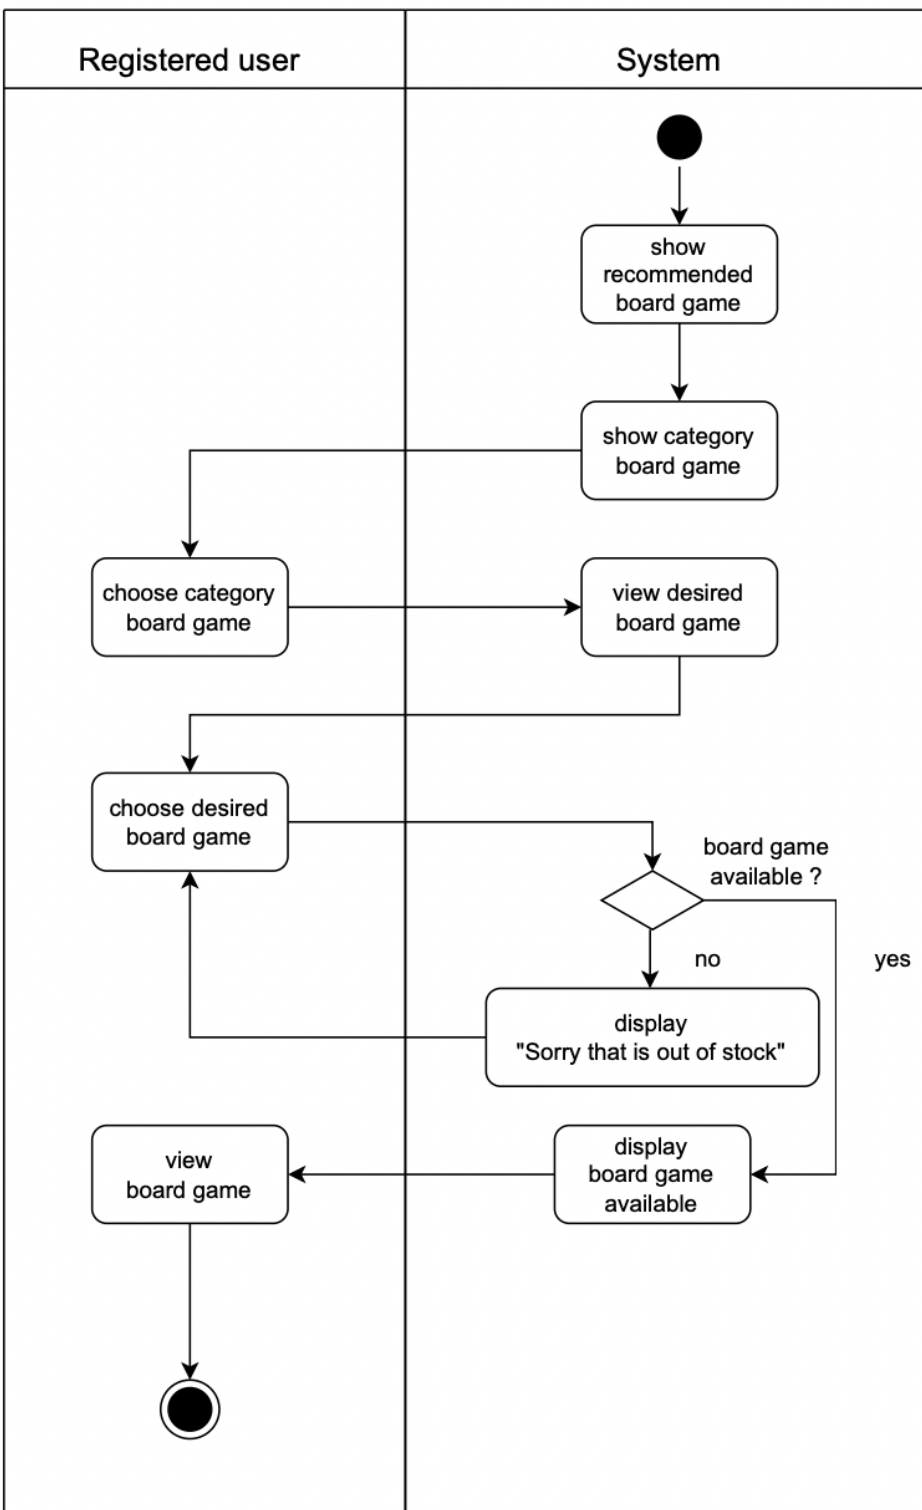 Registered user
System
show
recommended
board game
show category
board game
choose category
board game
view desired
board game
choose desired
board game
board game
available ?
no
yes
display
"Sorry that is out of stock"
view
board game
display
board game
available